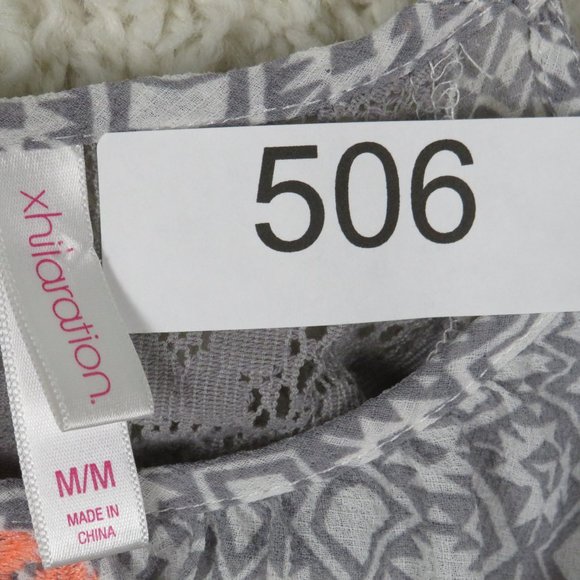 506
xhilaration.
M/M
MADE IN
CHINA